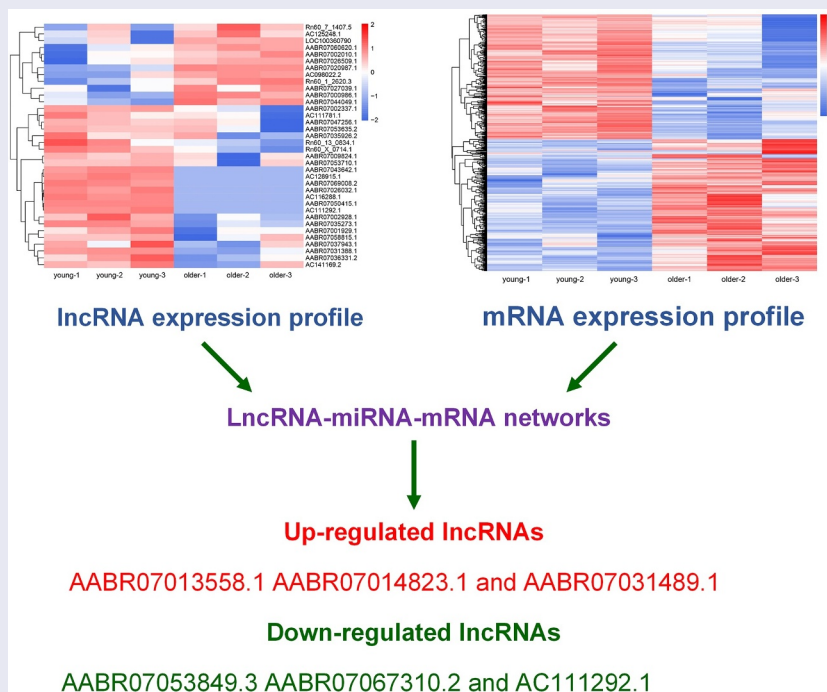 2
1
0
−1
−2
Rn60_7_1407.5
AC125248.1
LOC100360790
AABR07060620.1
AABR07002010.1
AABR07026509.1
AABR07020987.1
AC098022.2
Rn60_1_2620.3
AABR07027039.1
AABR07000986.1
AABR07044049.1
AABR07002337.1
AC111781.1
AABR07047256.1
AABR07053635.2
AABR07035926.2
Rn60_13_0834.1
Rn60_X_0714.1
AABR07009824.1
AABR07053710.1
AABR07043642.1
AC128915.1
AABR07069008.2
AABR07026032.1
AC116288.1
AABR07050415.1
AC111292.1
AABR07002928.1
AABR07035273.1
AABR07001929.1
AABR07058815.1
AABR07037943.1
AABR07031388.1
AABR07036331.2
AC141169.2
young-1 young-2 young-3 older-1 older-2 older-3
young-1 young-2 young-3 older-1 older-2 older-3
lncRNA expression profile
mRNA expression profile
LncRNA-miRNA-mRNA networks
Up-regulated lncRNAs
AABR07013558.1 AABR07014823.1 and AABR07031489.1
Down-regulated lncRNAs
AABR07053849.3 AABR07067310.2 and AC111292.1